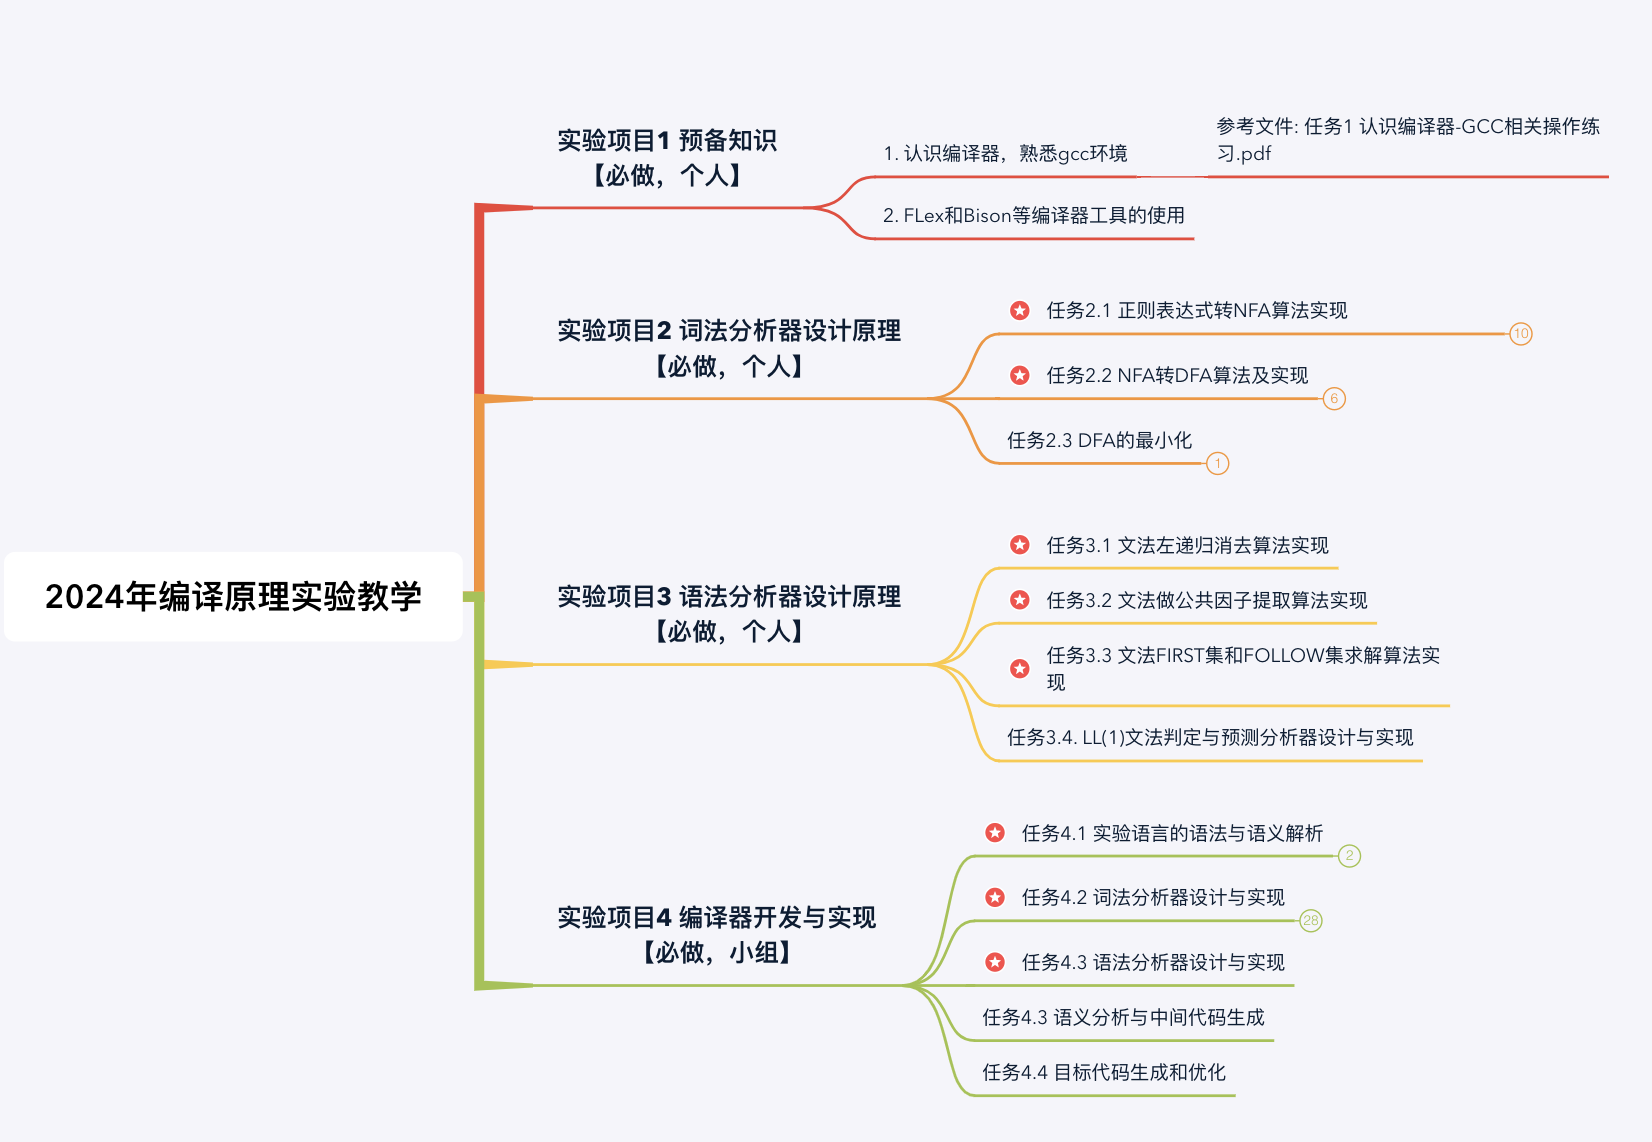 2024年编译原理实验教学
实验项目1 预备知识
【必做，个人】
1. 认识编译器，熟悉gcc环境
参考文件: 任务1 认识编译器-GCC相关操作练
习.pdf
2. FLex和Bison等编译器工具的使用
实验项目2 词法分析器设计原理
【必做，个人】
任务2.1 正则表达式转NFA算法实现
10
任务2.2 NFA转DFA算法及实现
6
任务2.3 DFA的最小化
1
实验项目3 语法分析器设计原理
【必做，个人】
任务3.1 文法左递归消去算法实现
任务3.2 文法做公共因子提取算法实现
任务3.3 文法FIRST集和FOLLOW集求解算法实
现
任务3.4. LL(1)文法判定与预测分析器设计与实现
实验项目4 编译器开发与实现
【必做，小组】
任务4.1 实验语言的语法与语义解析
2
任务4.2 词法分析器设计与实现
28
任务4.3 语法分析器设计与实现
任务4.3 语义分析与中间代码生成
任务4.4 目标代码生成和优化